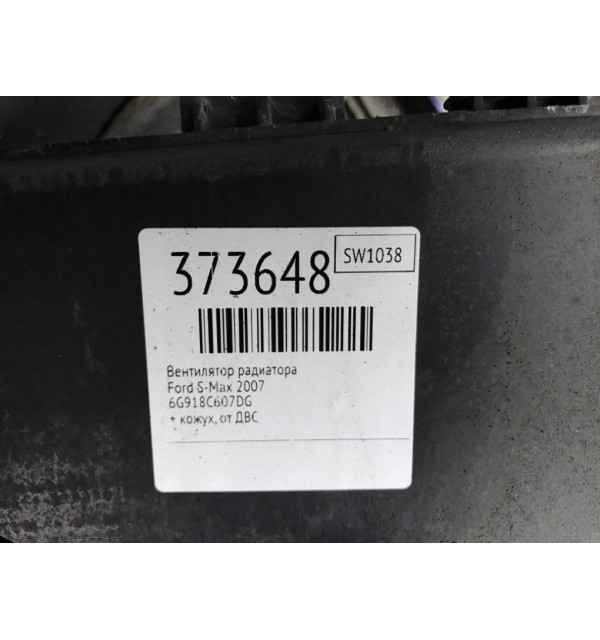 373648
SW1038
Вентилятор радиатора
Ford S-Max 2007
6G918C607DG
+ кожух, от ДВС